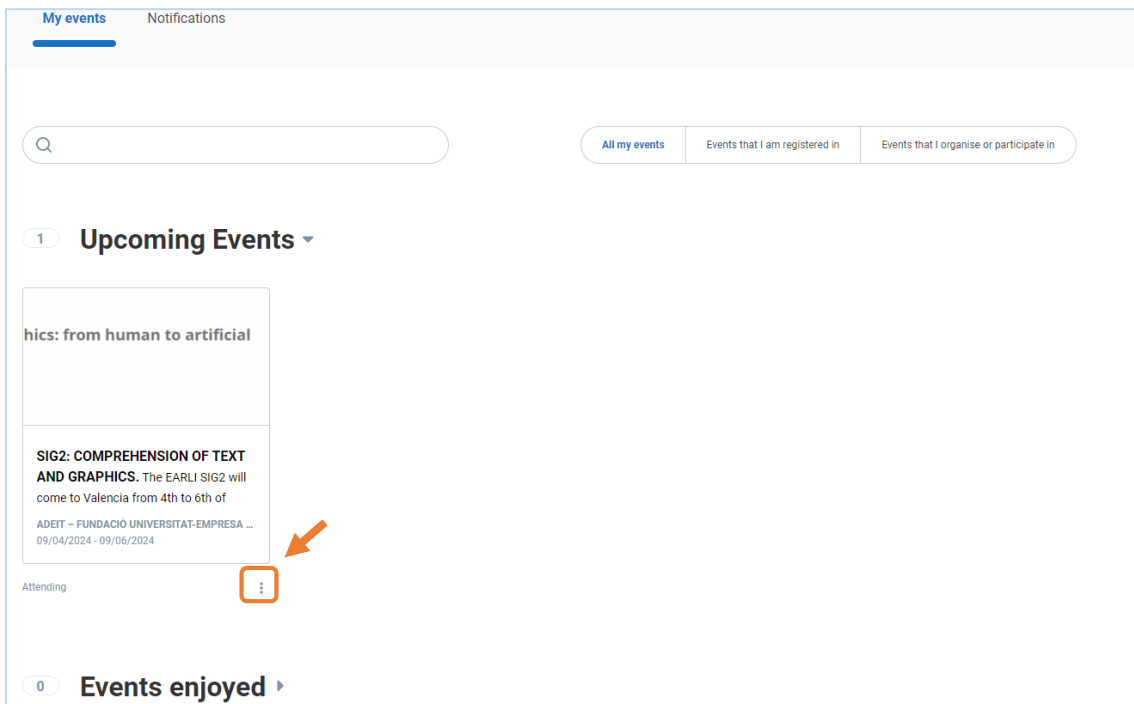 My events Notifications
All my events Events that I am registered in Events that I organise or participate in
1 Upcoming Events
hics: from human to artificial
SIG2: COMPREHENSION OF TEXT
AND GRAPHICS. The EARLI SIG2 will
come to Valencia from 4th to 6th of
ADEIT – FUNDACIÓ UNIVERSITAT-EMPRESA ...
09/04/2024 - 09/06/2024
Attending
0 Events enjoyed